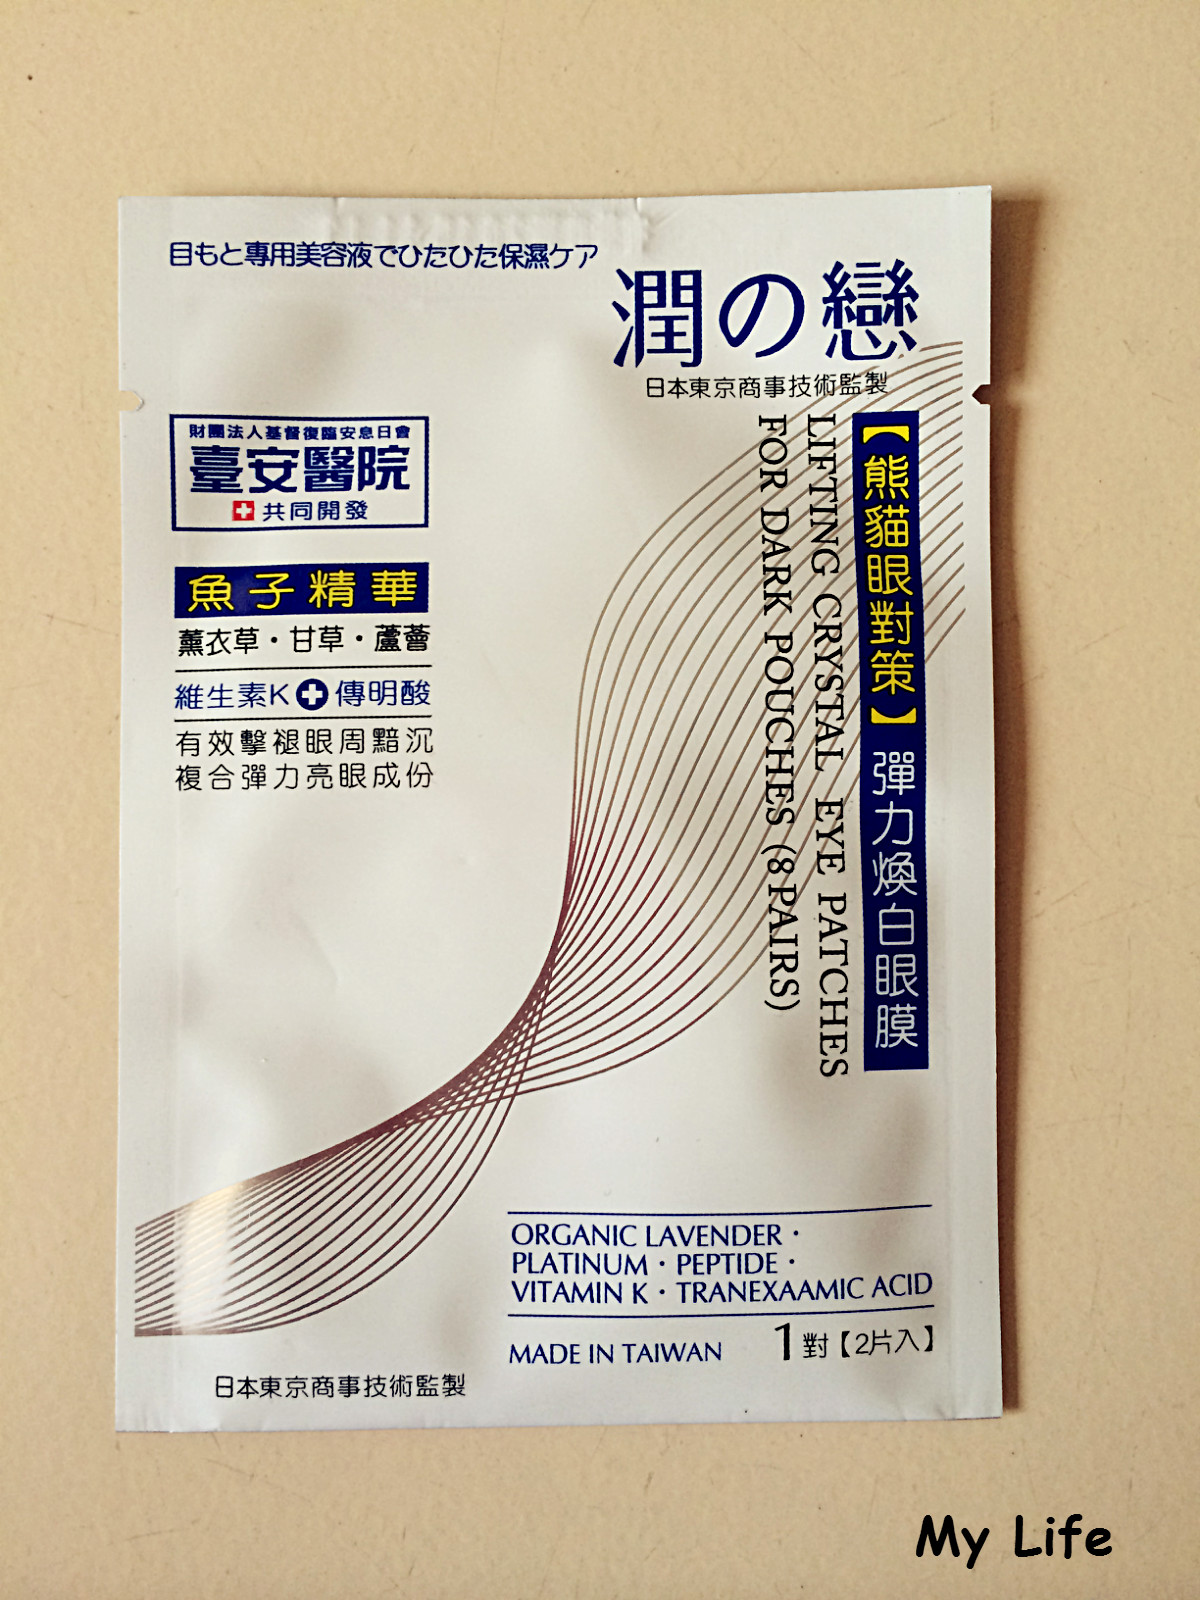 目もと專用美容液でひたひた保濕ケア
潤の戀
日本東京商事技術監製
財團法人基督復臨安息日會
臺安醫院
共同開發
魚子精華
薰衣草・甘草・蘆薈
維生素K 傳明酸
有效擊褪眼周黯沉
複合彈力亮眼成份
【熊貓眼對策】彈力煥白眼膜
LIFTING CRYSTAL EYE PATCHES
FOR DARK POUCHES (8PAIRS)
ORGANIC LAVENDER・
PLATINUM・PEPTIDE・
VITAMIN K・TRANEXAAMIC ACID
MADE IN TAIWAN 1對【2片入】
日本東京商事技術監製
My Life